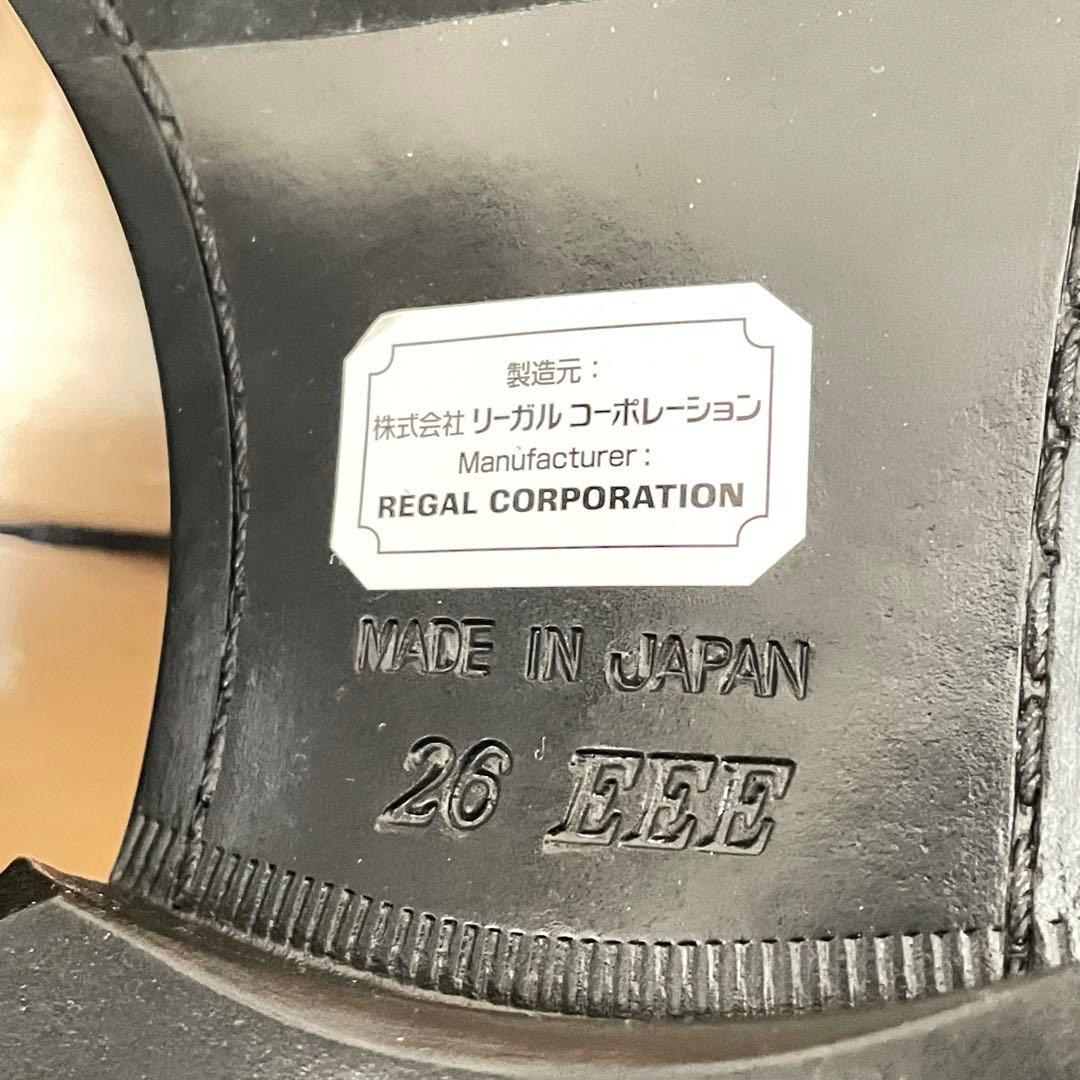 製造元：
株式会社 リーガル コーポレーション
Manufacturer :
REGAL CORPORATION
MADE IN JAPAN
26 EEE